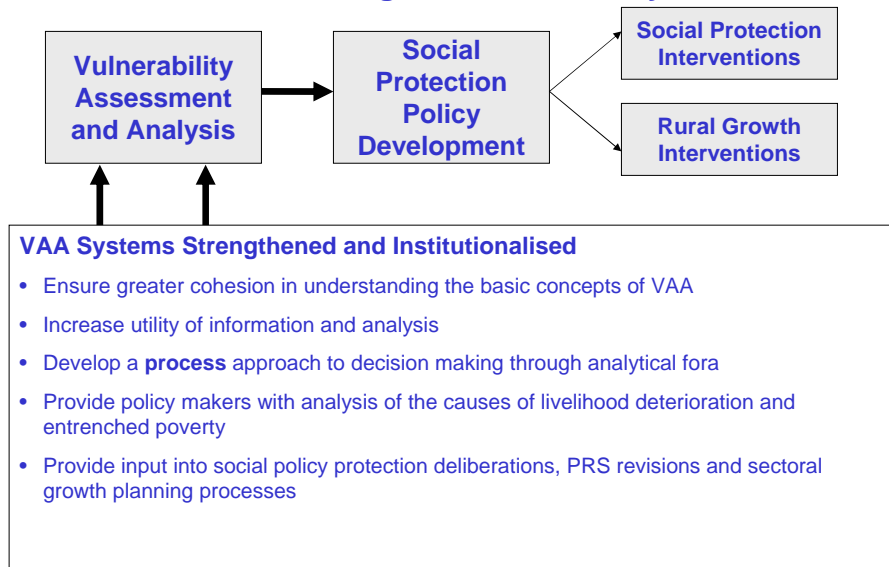 Vulnerability
Assessment
and Analysis
Social
Protection
Policy
Development
Social Protection
Interventions
Rural Growth
Interventions
VAA Systems Strengthened and Institutionalised
• Ensure greater cohesion in understanding the basic concepts of VAA
• Increase utility of information and analysis
• Develop a process approach to decision making through analytical fora
• Provide policy makers with analysis of the causes of livelihood deterioration and
entrenched poverty
• Provide input into social policy protection deliberations, PRS revisions and sectoral
growth planning processes